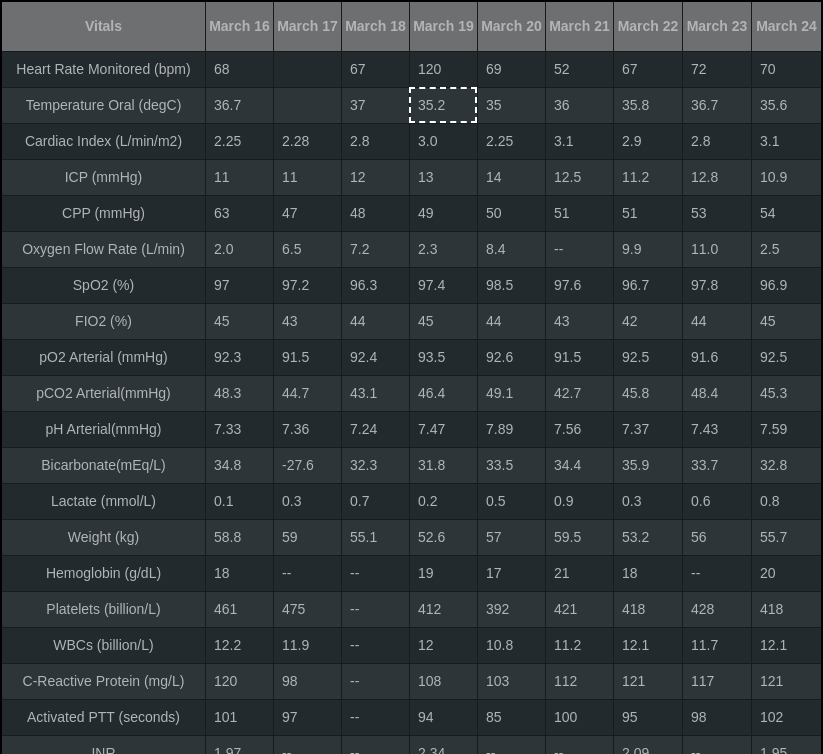 Vitals March 16 March 17 March 18 March 19 March 20 March 21 March 22 March 23 March 24
Heart Rate Monitored (bpm) 68 67 120 69 52 67 72 70
Temperature Oral (degC) 36.7 37 35.2 35 36 35.8 36.7 35.6
Cardiac Index (L/min/m2) 2.25 2.28 2.8 3.0 2.25 3.1 2.9 2.8 3.1
ICP (mmHg) 11 11 12 13 14 12.5 11.2 12.8 10.9
CPP (mmHg) 63 47 48 49 50 51 51 53 54
Oxygen Flow Rate (L/min) 2.0 6.5 7.2 2.3 8.4 -- 9.9 11.0 2.5
SpO2 (%) 97 97.2 96.3 97.4 98.5 97.6 96.7 97.8 96.9
FIO2 (%) 45 43 44 45 44 43 42 44 45
pO2 Arterial (mmHg) 92.3 91.5 92.4 93.5 92.6 91.5 92.5 91.6 92.5
pCO2 Arterial(mmHg) 48.3 44.7 43.1 46.4 49.1 42.7 45.8 48.4 45.3
pH Arterial(mmHg) 7.33 7.36 7.24 7.47 7.89 7.56 7.37 7.43 7.59
Bicarbonate(mEq/L) 34.8 -27.6 32.3 31.8 33.5 34.4 35.9 33.7 32.8
Lactate (mmol/L) 0.1 0.3 0.7 0.2 0.5 0.9 0.3 0.6 0.8
Weight (kg) 58.8 59 55.1 52.6 57 59.5 53.2 56 55.7
Hemoglobin (g/dL) 18 -- -- 19 17 21 18 -- 20
Platelets (billion/L) 461 475 -- 412 392 421 418 428 418
WBCs (billion/L) 12.2 11.9 -- 12 10.8 11.2 12.1 11.7 12.1
C-Reactive Protein (mg/L) 120 98 -- 108 103 112 121 117 121
Activated PTT (seconds) 101 97 -- 94 85 100 95 98 102
INR 1.97 -- -- 2.34 -- -- 2.09 -- 1.95